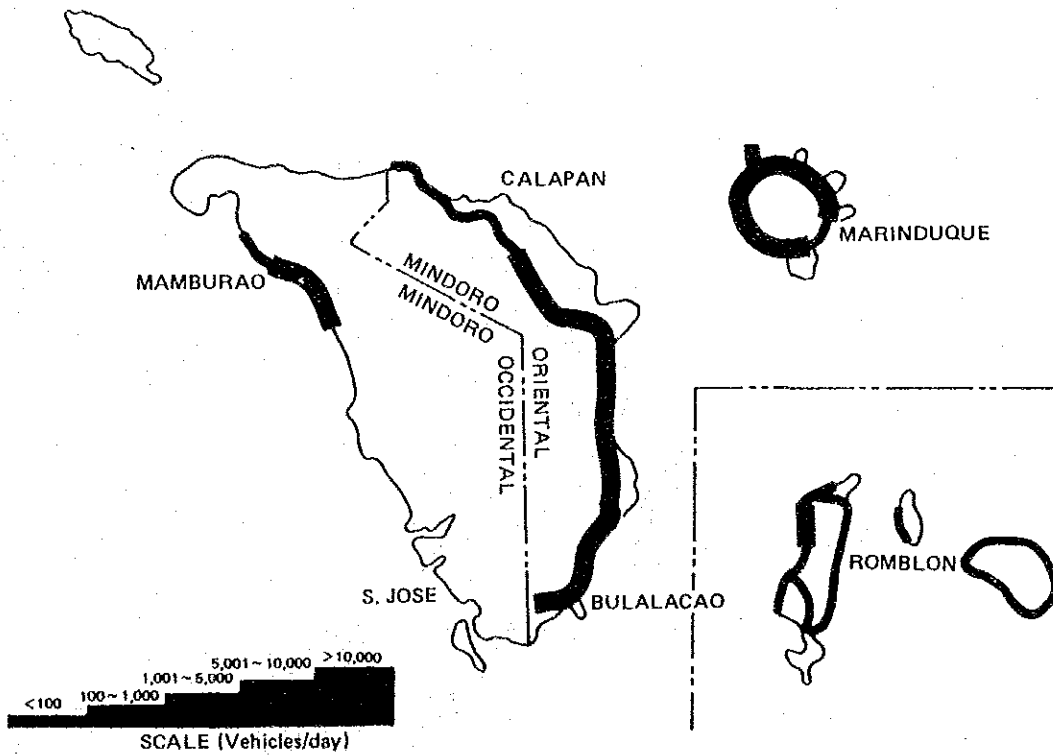 CALAPAN
MARINDUQUE
MAMBURAO
MINDORO
MINDORO
ORIENTAL
OCCIDENTAL
ROMBLON
S. JOSE
BULALACAO
<100
100~1,000
1,001~5,000
5,001~10,000
>10,000
SCALE (Vehicles/day)